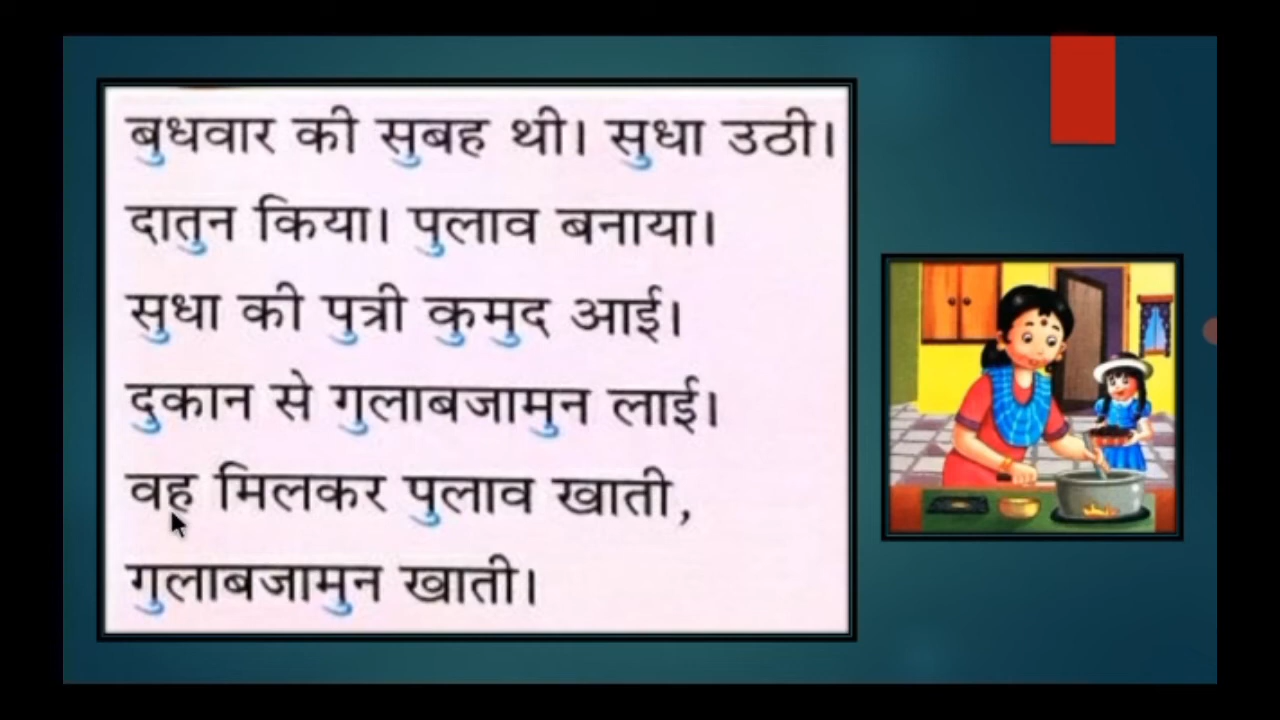 बुधवार की सुबह थी। सुधा उठी।
दातुन किया। पुलाव बनाया।
सुधा की पुत्री कुमुद आई।
दुकान से गुलाबजामुन लाई।
वह मिलकर पुलाव खाती,
गुलाबजामुन खाती।